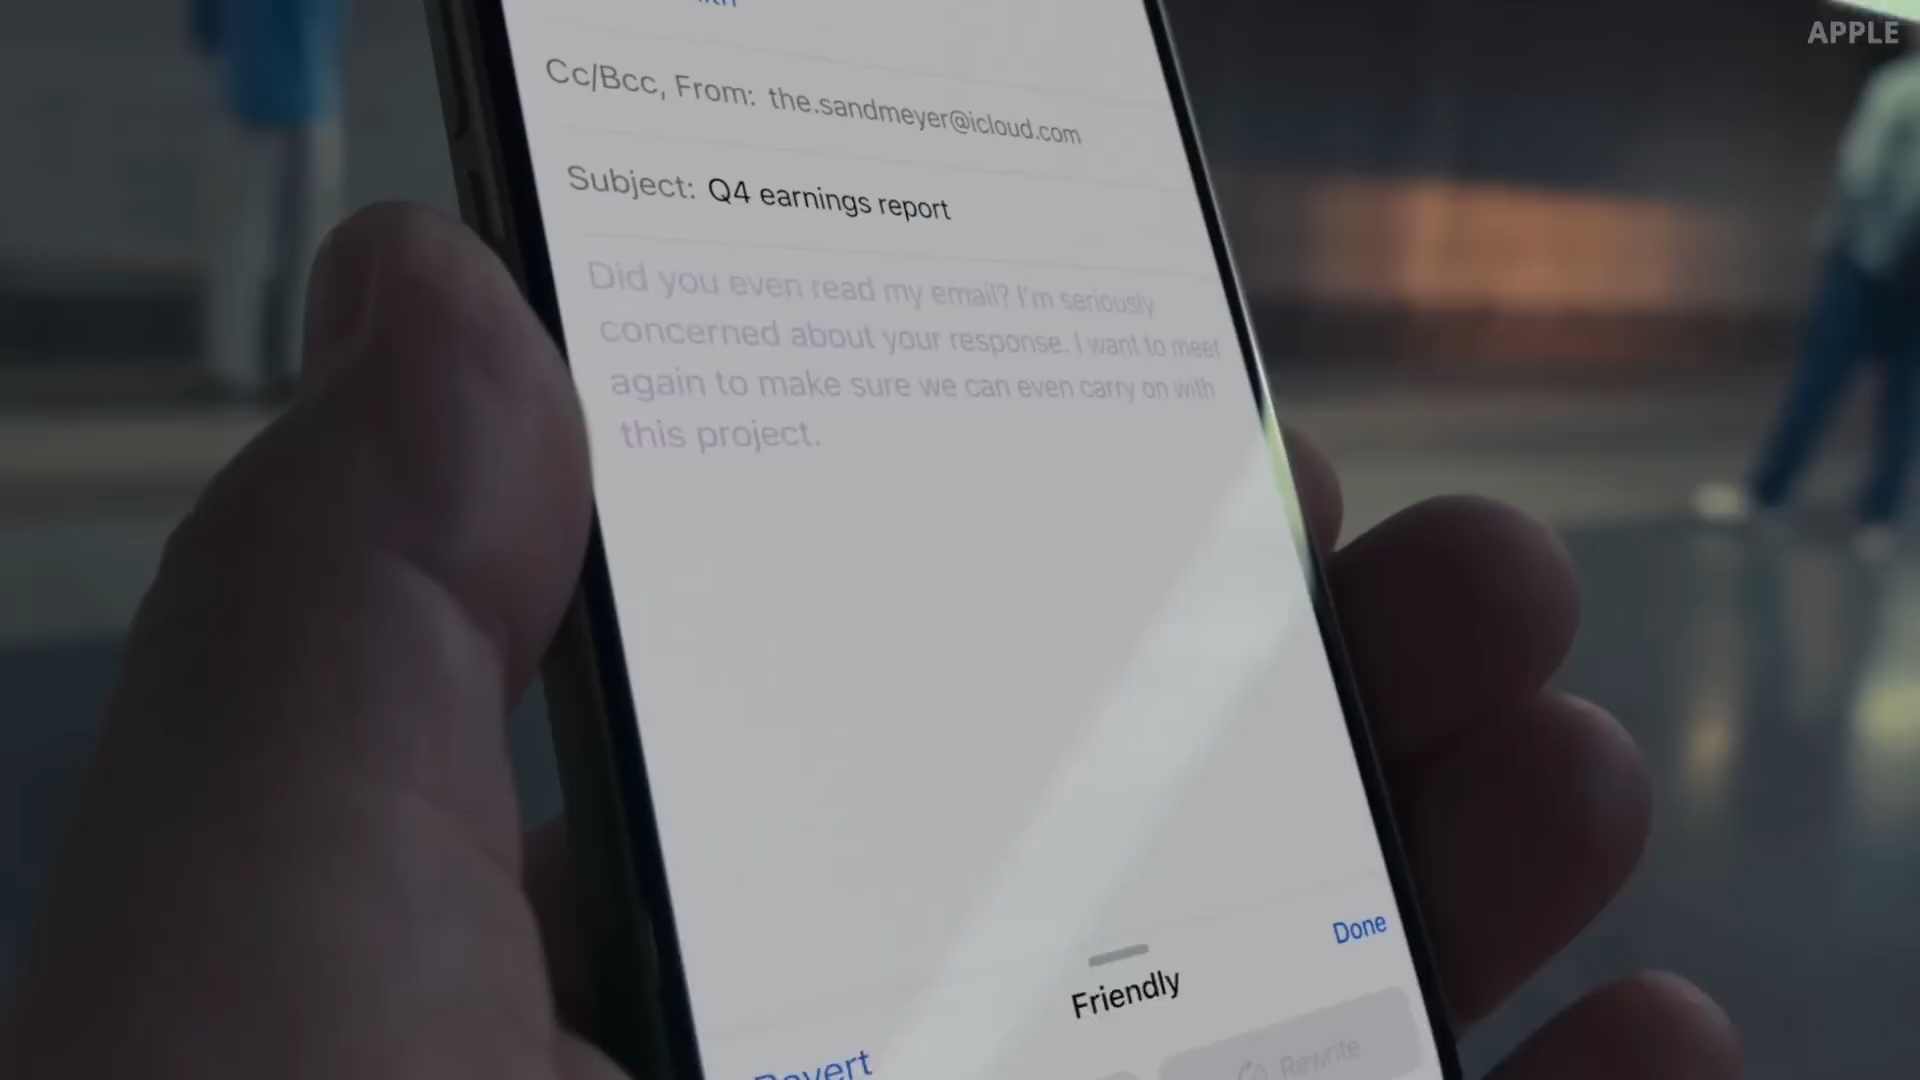 APPLE
Cc/Bcc, From: the.sandmeyer@icloud.com
Subject: Q4 earnings report
Did you even read my email? I'm seriously
concerned about your response. I want to meet
again to make sure we can even carry on with
this project.
Done
Friendly
Revert
Rewrite